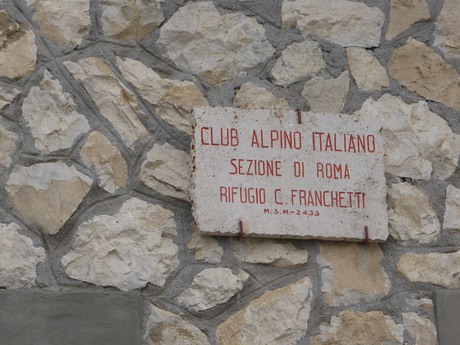 CLUB ALPINO ITALIANO
SEZIONE DI ROMA
RIFUGIO C. FRANCHETTI
M.S.M.-2433